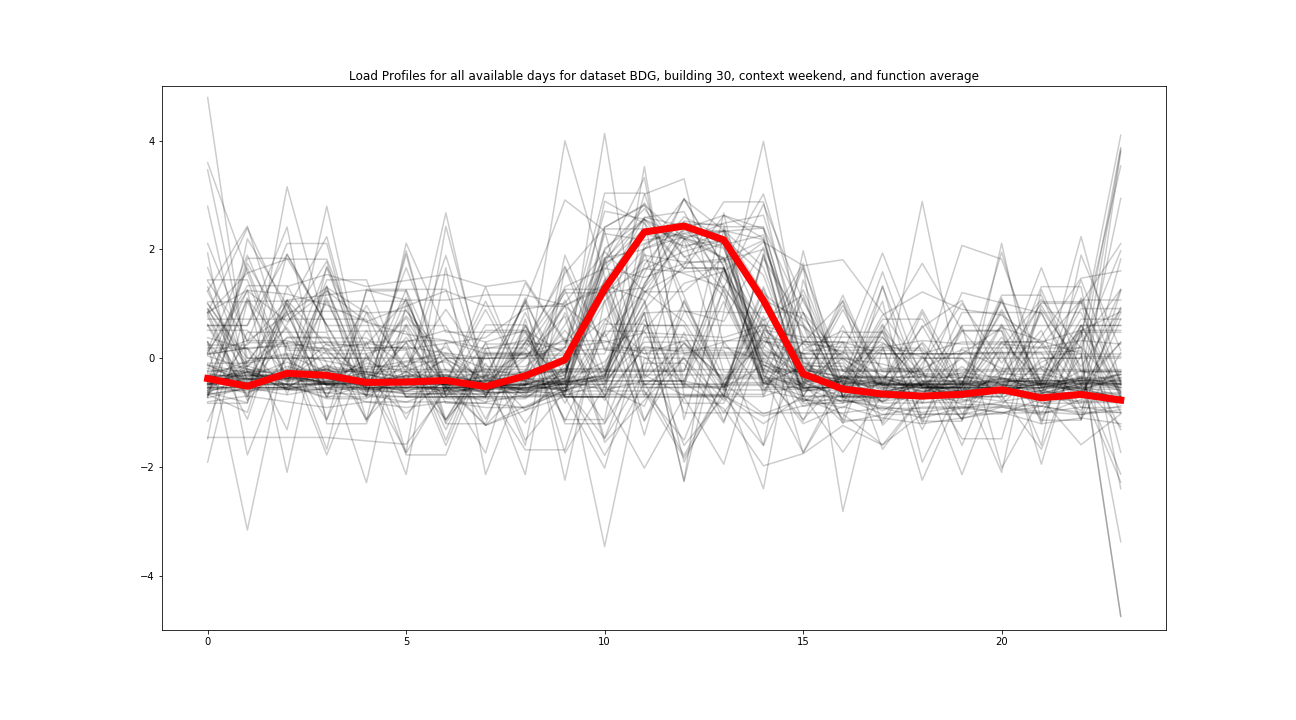 Load Profiles for all available days for dataset BDG, building 30, context weekend, and function average
4
2
0
−2
−4
0 5 10 15 20